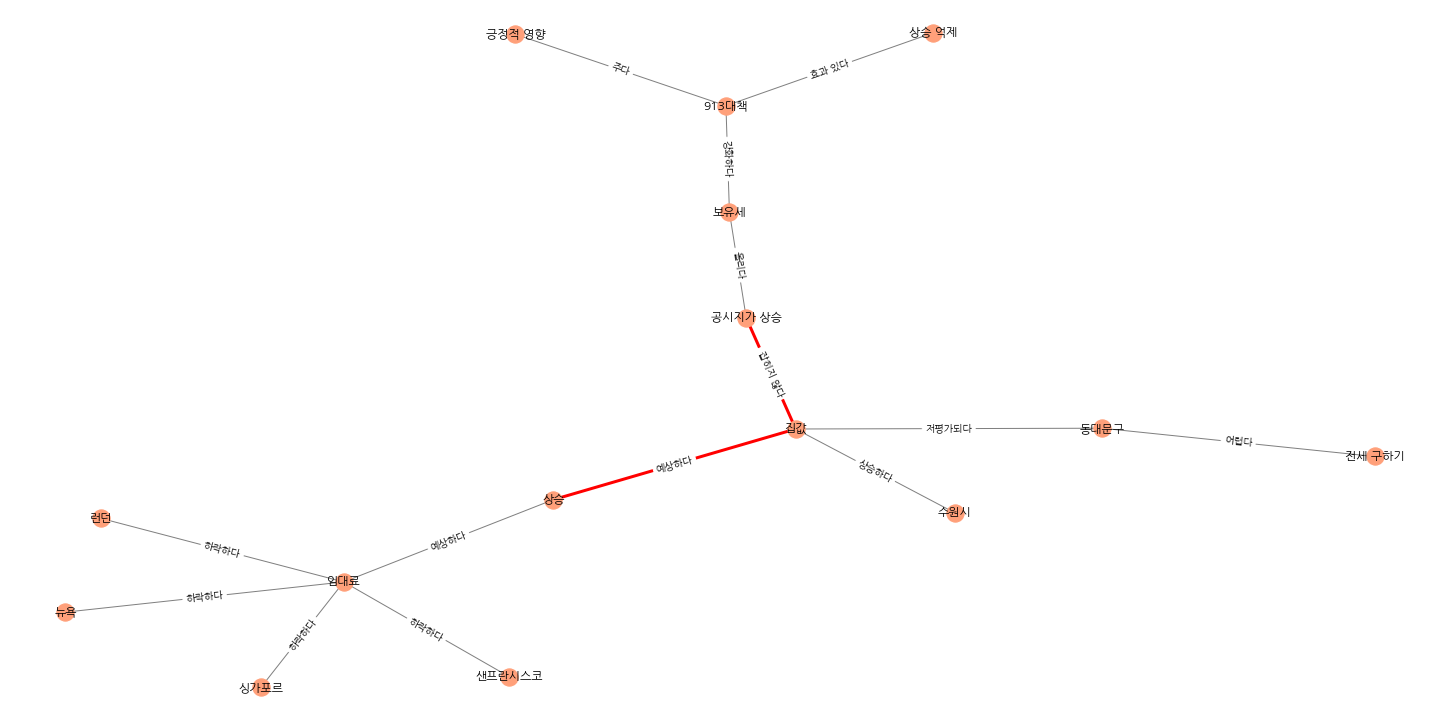 긍정적 영향
상승 억제
주다
효과 있다
913대책
강화하다
보유세
올리다
공시지가 상승
잡히지 않다
집값
저평가되다
동대문구
어렵다
전세 구하기
예상하다
상승하다
상승
수원시
런던
하락하다
예상하다
임대료
뉴욕
하락하다
하락하다
하락하다
싱가포르
샌프란시스코